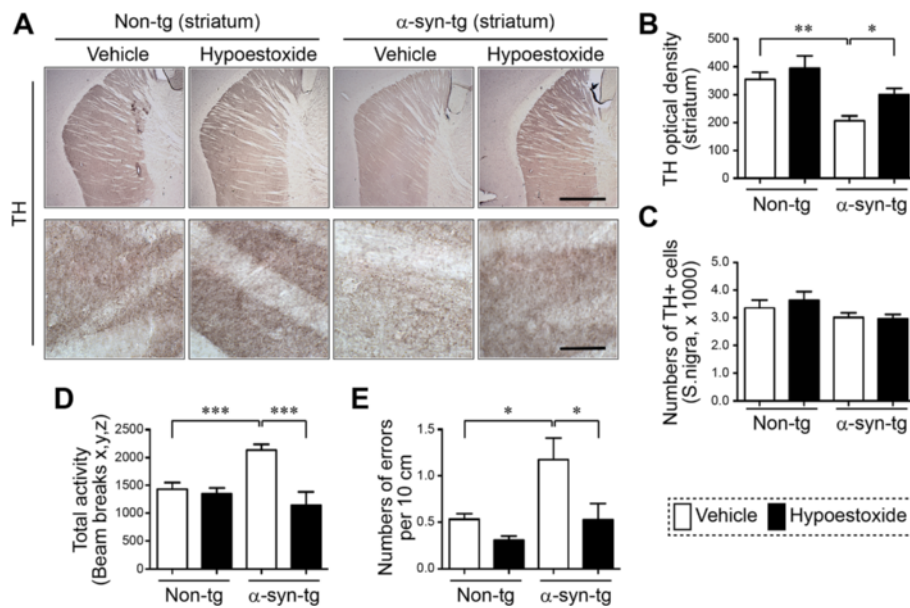 A
Non-tg (striatum)
α-syn-tg (striatum)
Vehicle
Hypoestoxide
Vehicle
Hypoestoxide
TH
B
TH optical density
(striatum)
500
400
300
200
100
0
**
*
Non-tg
α-syn-tg
C
Numbers of TH+ cells
(S.nigra, x 1000)
5.0
4.0
3.0
2.0
1.0
0.0
Non-tg
α-syn-tg
D
Total activity
(Beam breaks x,y,z)
2500
2000
1500
1000
500
0
***
***
Non-tg
α-syn-tg
E
Numbers of errors
per 10 cm
1.5
1.0
0.5
0.0
*
*
Non-tg
α-syn-tg
Vehicle
Hypoestoxide